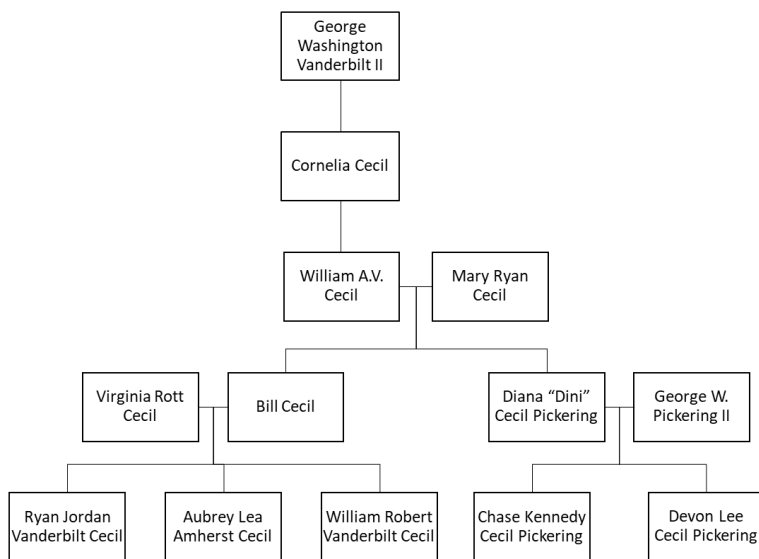 George
Washington
Vanderbilt II
Cornelia Cecil
William A.V.
Cecil
Mary Ryan
Cecil
Virginia Rott
Cecil
Bill Cecil
Diana “Dini”
Cecil Pickering
George W.
Pickering II
Ryan Jordan
Vanderbilt Cecil
Aubrey Lea
Amherst Cecil
William Robert
Vanderbilt Cecil
Chase Kennedy
Cecil Pickering
Devon Lee
Cecil Pickering